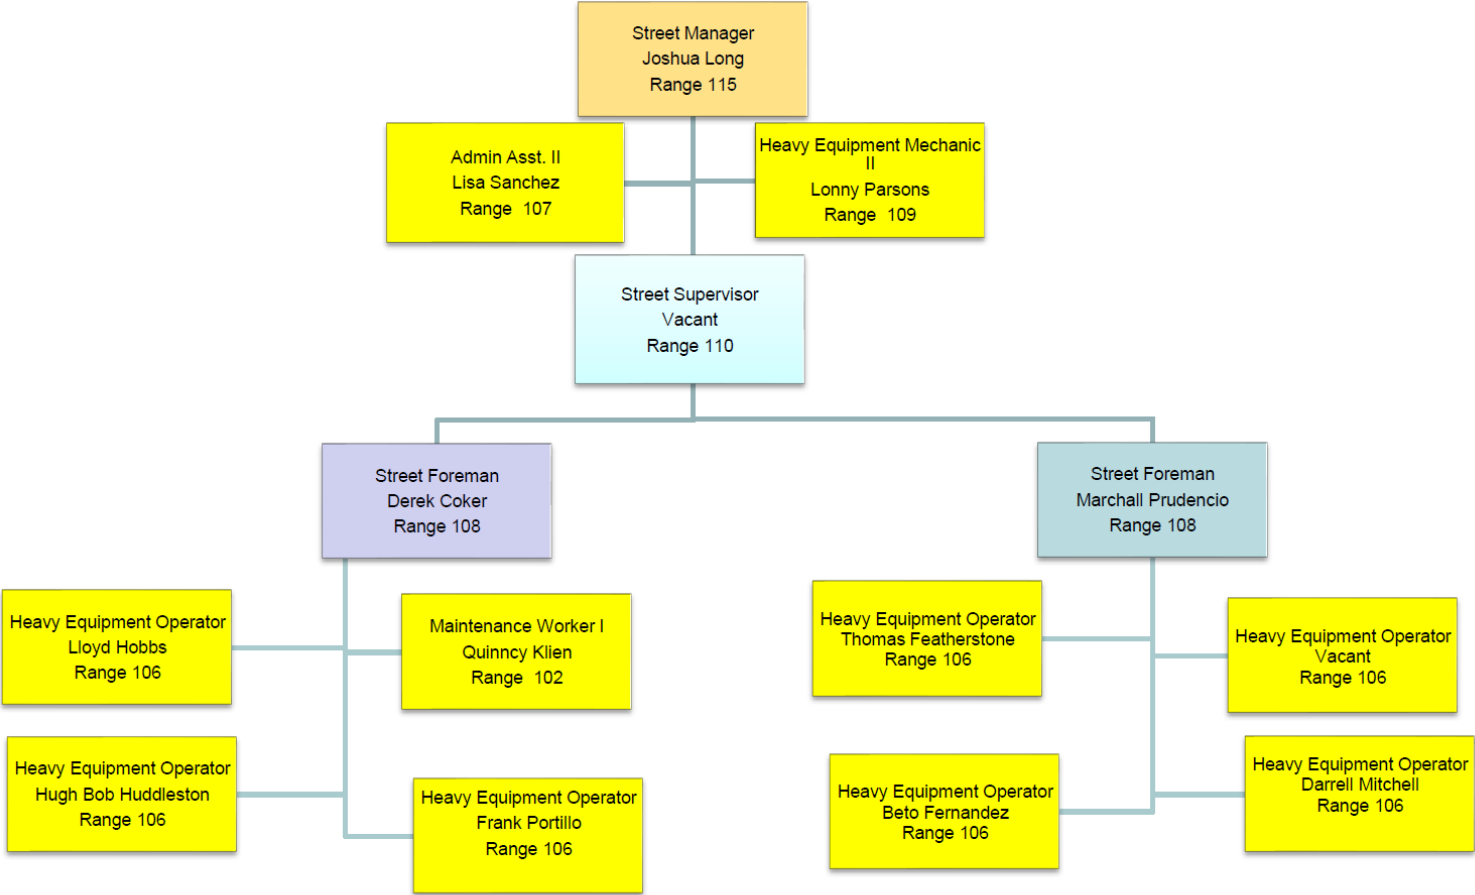 Street Manager
Joshua Long
Range 115
Admin Asst. II
Lisa Sanchez
Range 107
Heavy Equipment Mechanic
II
Lonny Parsons
Range 109
Street Supervisor
Vacant
Range 110
Street Foreman
Derek Coker
Range 108
Street Foreman
Marchall Prudencio
Range 108
Heavy Equipment Operator
Lloyd Hobbs
Range 106
Maintenance Worker I
Quinncy Klien
Range 102
Heavy Equipment Operator
Thomas Featherstone
Range 106
Heavy Equipment Operator
Vacant
Range 106
Heavy Equipment Operator
Hugh Bob Huddleston
Range 106
Heavy Equipment Operator
Frank Portillo
Range 106
Heavy Equipment Operator
Beto Fernandez
Range 106
Heavy Equipment Operator
Darrell Mitchell
Range 106